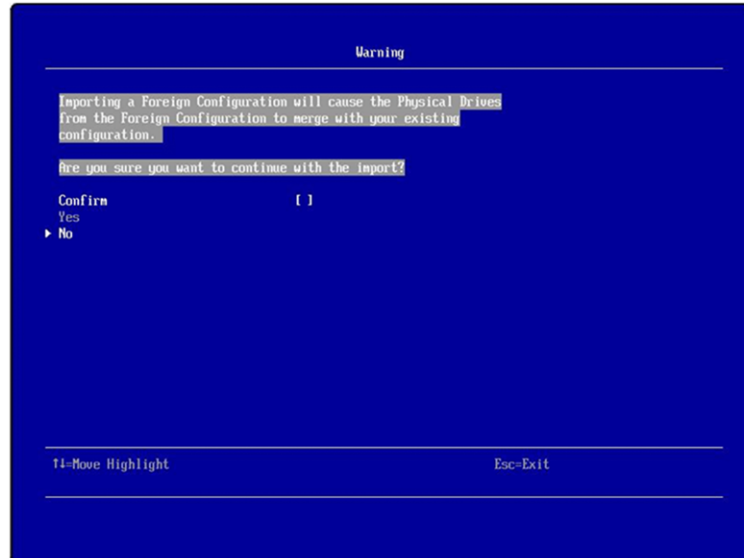 Warning
Importing a Foreign Configuration will cause the Physical Drives
from the Foreign Configuration to merge with your existing
configuration.
Are you sure you want to continue with the import?
Confirm [ ]
Yes
No
↑↓=Move Highlight Esc=Exit